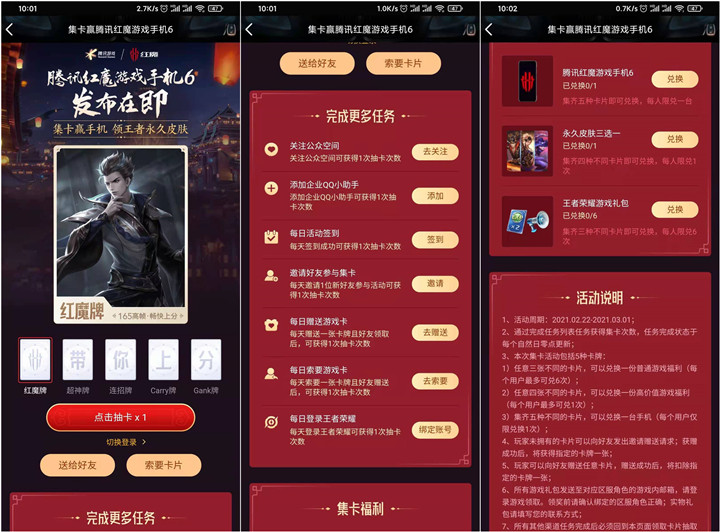 10:01
2.7K/s
47
集卡赢腾讯红魔游戏手机6
腾讯游戏
红魔
腾讯红魔游戏手机6
发布在即
集卡赢手机 领王者永久皮肤
红魔牌
165高帧·畅快上分
带
你
上
分
红魔牌
超神牌
连招牌
Carry牌
Gank牌
点击抽卡 x 1
切换登录 >
送给好友
索要卡片
完成更多任务
10:01
1.0K/s
47
集卡赢腾讯红魔游戏手机6
送给好友
索要卡片
完成更多任务
关注公众空间
关注公众空间可获得1次抽卡次数
去关注
添加企业QQ小助手
添加企业QQ小助手可获得1次抽
卡次数
添加
每日活动签到
每天签到成功可获得1次抽卡次数
签到
邀请好友参与集卡
每天邀请1位新好友参与活动可获
得1次抽卡次数
邀请
每日赠送游戏卡
每天赠送一张卡牌且好友领取
后，可获得1次抽卡次数
去赠送
每日索要游戏卡
每天索要一张卡牌且好友赠送
后，可获得1次抽卡次数
去索要
每日登录王者荣耀
每天登录王者荣耀可获得1次抽
卡次数
绑定账号
集卡福利
10:02
0.7K/s
47
集卡赢腾讯红魔游戏手机6
腾讯红魔游戏手机6
已兑换0/1
集齐五种卡片即可兑换，每人限兑一台
兑换
永久皮肤三选一
已兑换0/1
集齐四种不同卡片即可兑换，每人限兑1
次
兑换
王者荣耀游戏礼包
已兑换0/6
集齐三种不同卡片即可兑换，每人限兑6
次
兑换
活动说明
1、活动周期：2021.02.22-2021.03.01；
2、通过完成任务列表任务获得集卡次数，任务完成状态于
每个自然日零点更新；
3、本次集卡活动包括5种卡牌：
1）任意三张不同的卡片，可以兑换一份普通游戏福利（每
个用户最多可兑6次）；
2）任意四张不同的卡片，可以兑换一份高价值游戏福利
（每个用户最多可兑1次）；
3）集齐五种不同的卡片，可以兑换一台手机（每个用户仅
限兑换1次）；
4、玩家未拥有的卡片可以向好友发出邀请赠送请求；获赠
成功后，将获得指定的卡牌一张；
5、玩家可以向好友赠送任意卡片，赠送成功后，将扣除指
定的卡牌一张；
6、所有游戏礼包发送至对应区服角色的游戏内邮箱，请登
录游戏领取。领奖前请确认绑定的区服角色正确；实物礼
包请填写您的联系方式；
7、所有其他渠道任务完成后必须回到本页面领取卡片抽取